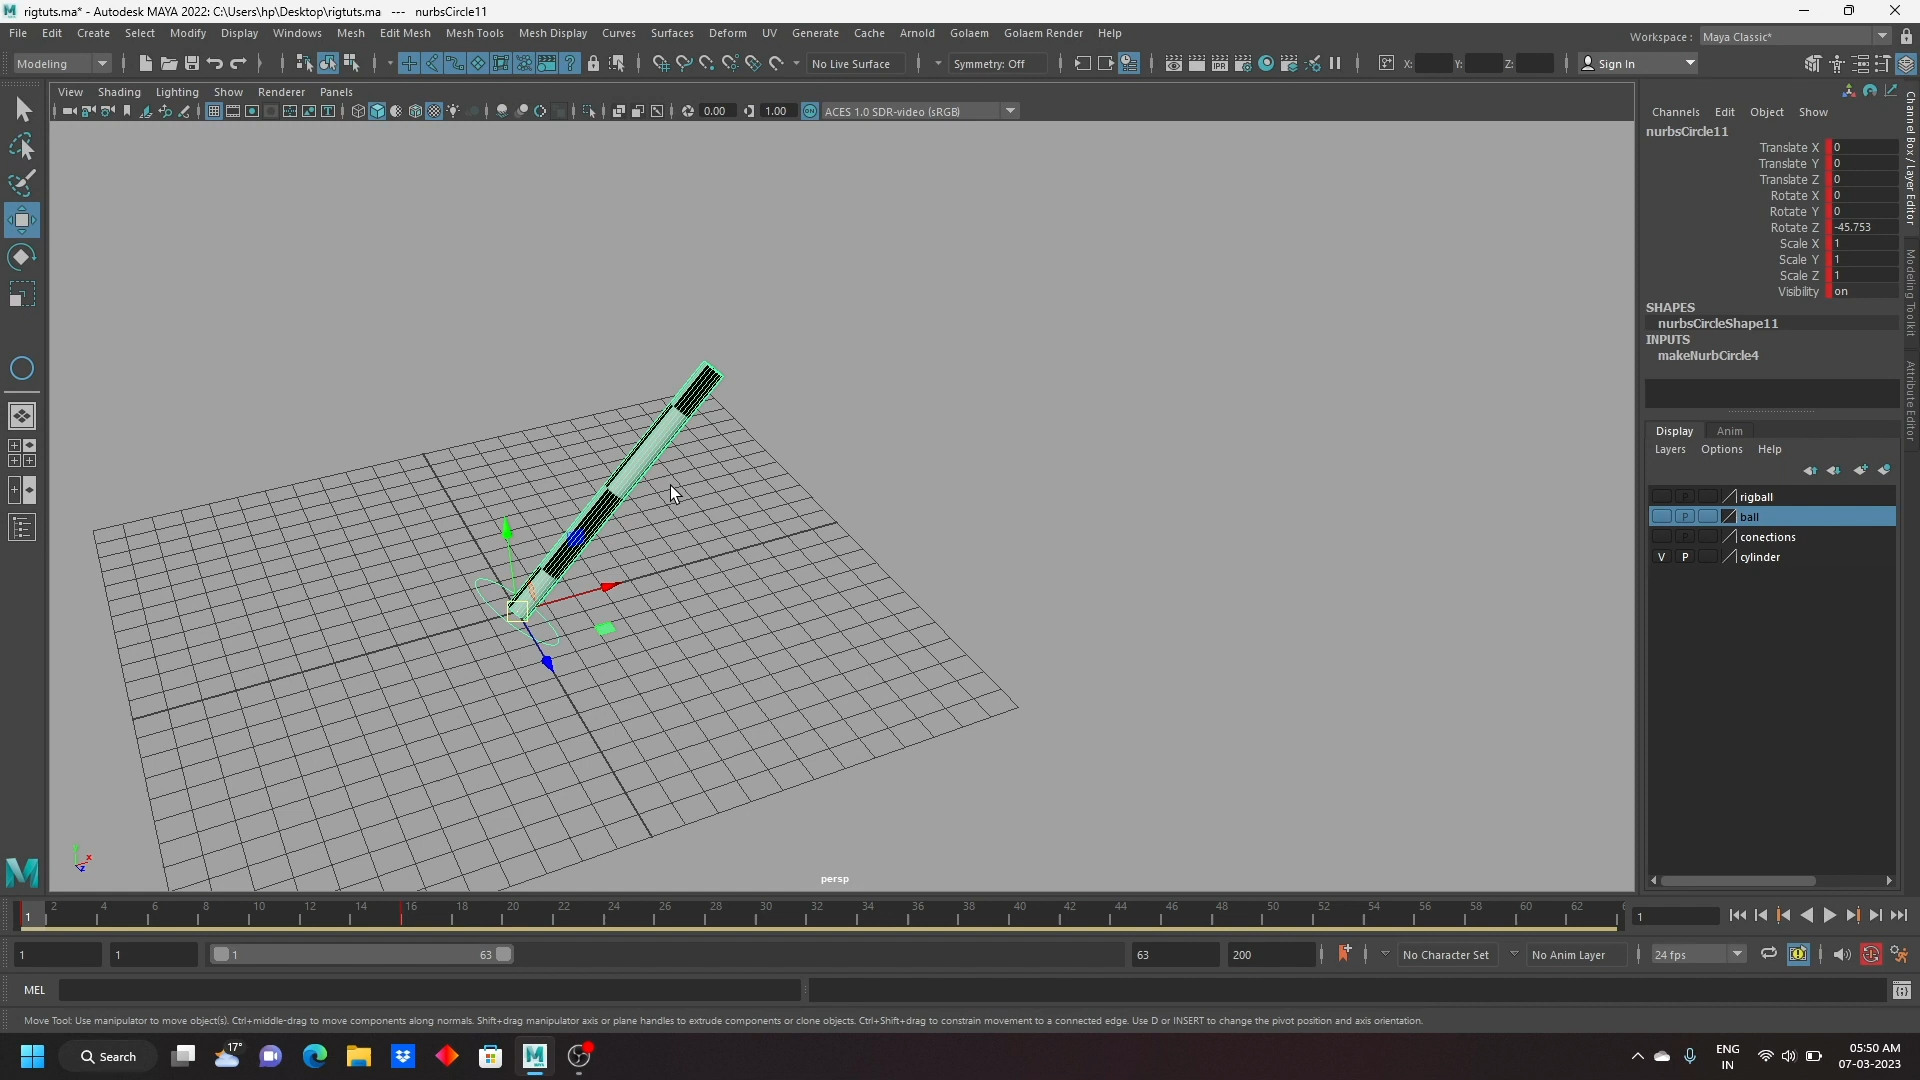 rigtuts.ma* - Autodesk MAYA 2022: C:\Users\hp\Desktop\rigtuts.ma --- nurbsCircle11
File Edit Create Select Modify Display Windows Mesh Edit Mesh Mesh Tools Mesh Display Curves Surfaces Deform UV Generate Cache Arnold Golaem Golaem Render Help
Workspace : Maya Classic*
Modeling No Live Surface Symmetry: Off X: Y: Z: Sign In
View Shading Lighting Show Renderer Panels
0.00 1.00 ON ACES 1.0 SDR-video (sRGB)
Channels Edit Object Show
nurbsCircle11
Translate X 0
Translate Y 0
Translate Z 0
Rotate X 0
Rotate Y 0
Rotate Z -45.753
Scale X 1
Scale Y 1
Scale Z 1
Visibility on
SHAPES
nurbsCircleShape11
INPUTS
makeNurbCircle4
Channel Box / Layer Editor
Modeling Toolkit
Attribute Editor
Display Anim
Layers Options Help
P rigball
P ball
P conections
V P cylinder
x
z
persp
1 2 4 6 8 10 12 14 16 18 20 22 24 26 28 30 32 34 36 38 40 42 44 46 48 50 52 54 56 58 60 62 1
1 1 1 63 63 200 No Character Set No Anim Layer 24 fps
MEL
Move Tool: Use manipulator to move object(s). Ctrl+middle-drag to move components along normals. Shift+drag manipulator axis or plane handles to extrude components or clone objects. Ctrl+Shift+drag to constrain movement to a connected edge. Use D or INSERT to change the pivot position and axis orientation.
Search 17° ENG
IN
05:50 AM
07-03-2023